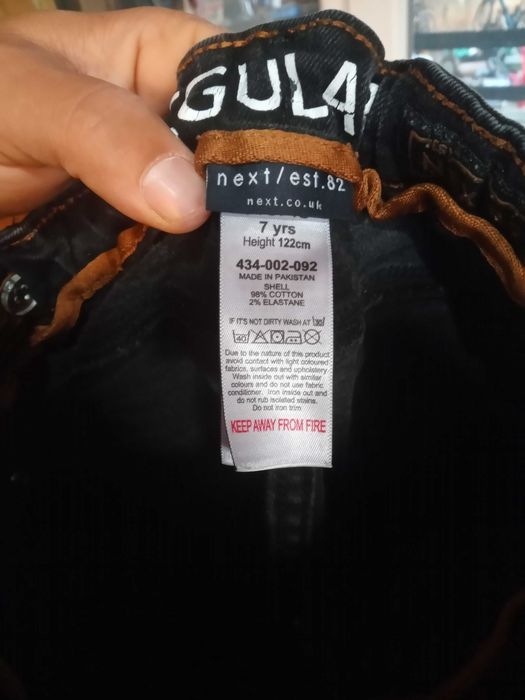 GULA
next/est.82
next.co.uk
7 yrs
Height 122cm
434-002-092
MADE IN PAKISTAN
SHELL
98% COTTON
2% ELASTANE
IF IT'S NOT DIRTY WASH AT 30
40
Due to the nature of this product
avoid contact with light coloured
fabrics, surfaces and upholstery
Wash inside out with similar
colours and do not use fabric
conditioner. Iron inside out and
do not rub isolated stains.
Do not iron trim
KEEP AWAY FROM FIRE